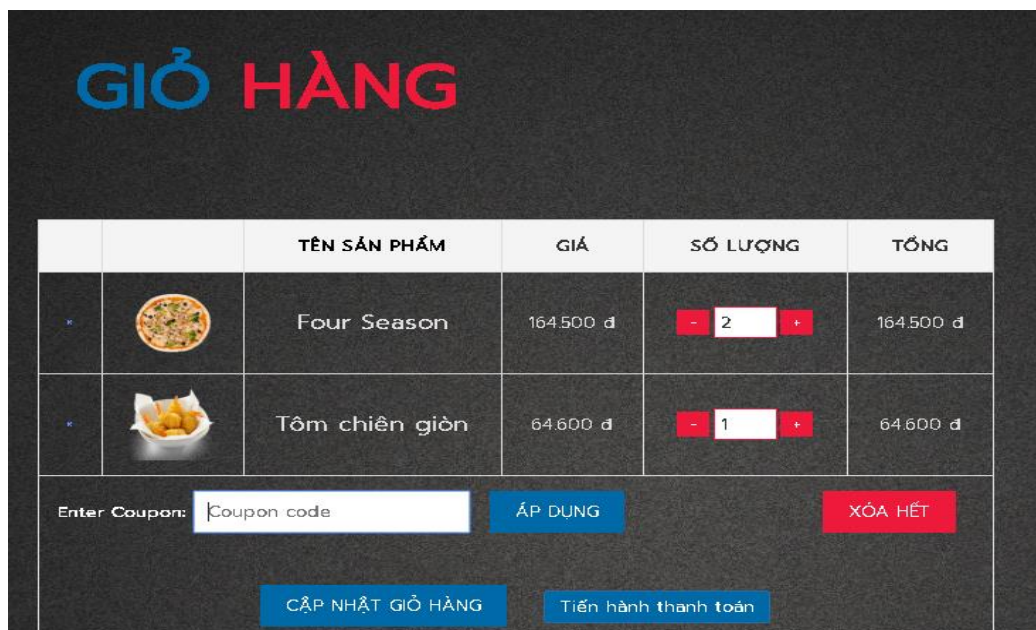 GIỎ HÀNG
TÊN SẢN PHẨM GIÁ SỐ LƯỢNG TỔNG
× Four Season 164.500 đ - 2 + 164.500 đ
× Tôm chiên giòn 64.600 đ - 1 + 64.600 đ
Enter Coupon: Coupon code ÁP DỤNG XÓA HẾT
CẬP NHẬT GIỎ HÀNG Tiến hành thanh toán